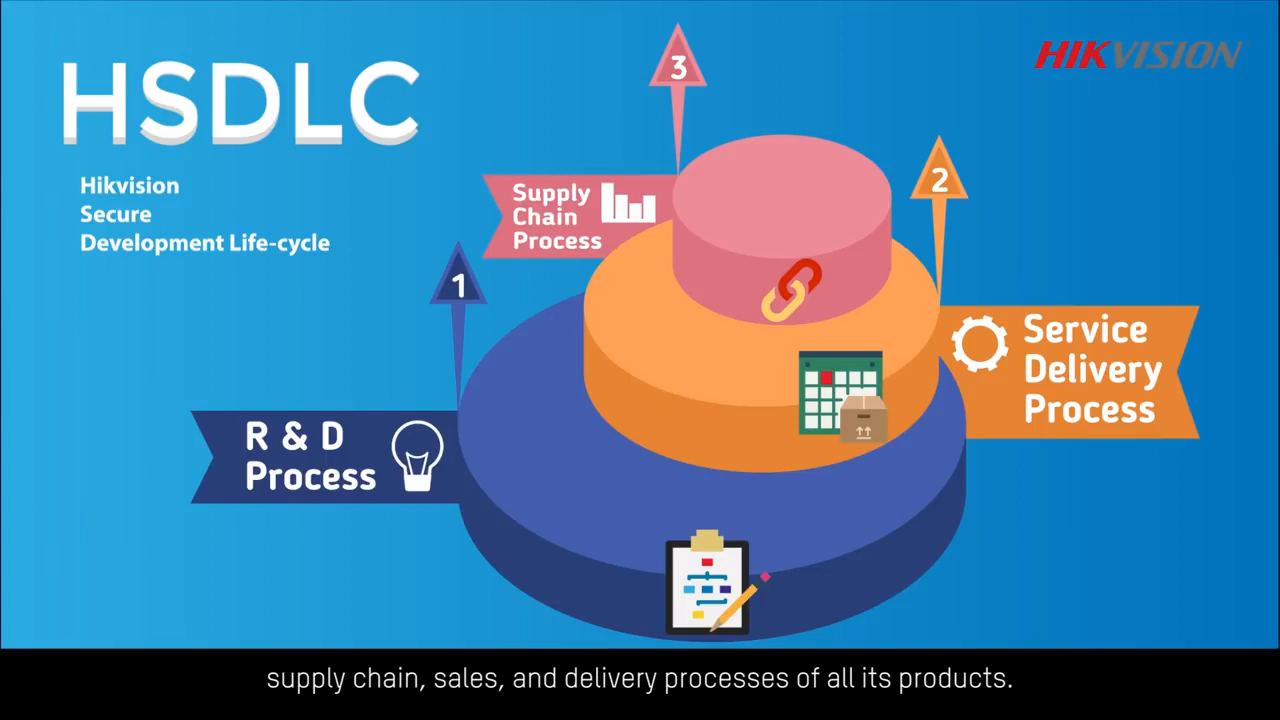 HSDLC
Hikvision
Secure
Development Life-cycle
HIKVISION
3
Supply
Chain
Process
2
1
Service
Delivery
Process
R & D
Process
supply chain, sales, and delivery processes of all its products.